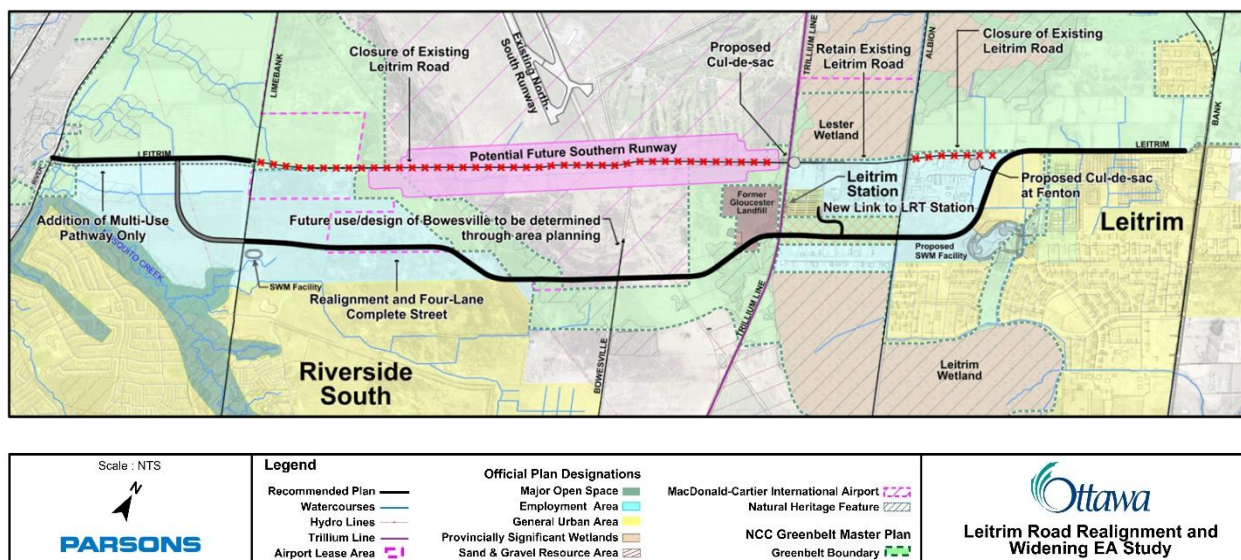 Closure of Existing
Leitrim Road
Existing North-
South Runway
Proposed
Cul-de-sac
TRILLIUM LINE
Retain Existing
Leitrim Road
ALBION
Closure of Existing
Leitrim Road
BANK
LIMEBANK
Lester
Wetland
LEITRIM
Potential Future Southern Runway
LEITRIM
RIVER
Leitrim
Station
Proposed Cul-de-sac
at Fenton
Former
Gloucester
Landfill
New Link to LRT Station
Leitrim
Addition of Multi-Use
Pathway Only
Future use/design of Bowesville to be determined
through area planning
Proposed
SWM Facility
MOSQUITO CREEK
SWM Facility
Realignment and Four-Lane
Complete Street
TRILLIUM LINE
BOWESVILLE
Riverside
South
Leitrim
Wetland
Scale : NTS
N
PARSONS
Legend
Recommended Plan
Watercourses
Hydro Lines
Trillium Line
Airport Lease Area
Official Plan Designations
Major Open Space
Employment Area
General Urban Area
Provincially Significant Wetlands
Sand & Gravel Resource Area
MacDonald-Cartier International Airport
Natural Heritage Feature
NCC Greenbelt Master Plan
Greenbelt Boundary
Ottawa
Leitrim Road Realignment and
Widening EA Study